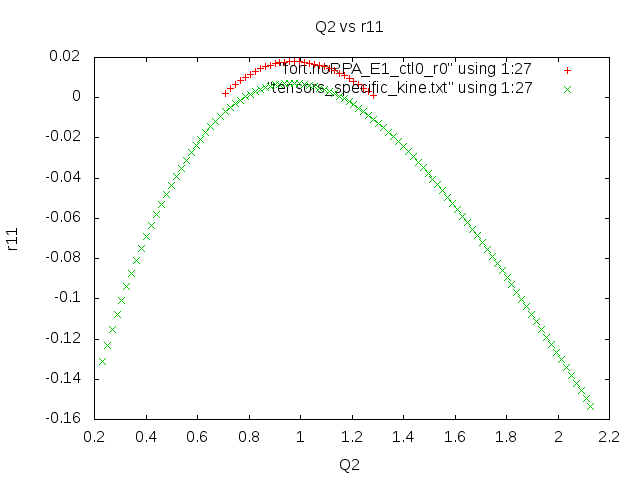 Q2 vs r11
"fort.noRPA_E1_ctl0_r0" using 1:27
"tensors_specific_kine.txt" using 1:27
r11
0.02
0
-0.02
-0.04
-0.06
-0.08
-0.1
-0.12
-0.14
-0.16
0.2 0.4 0.6 0.8 1 1.2 1.4 1.6 1.8 2 2.2
Q2